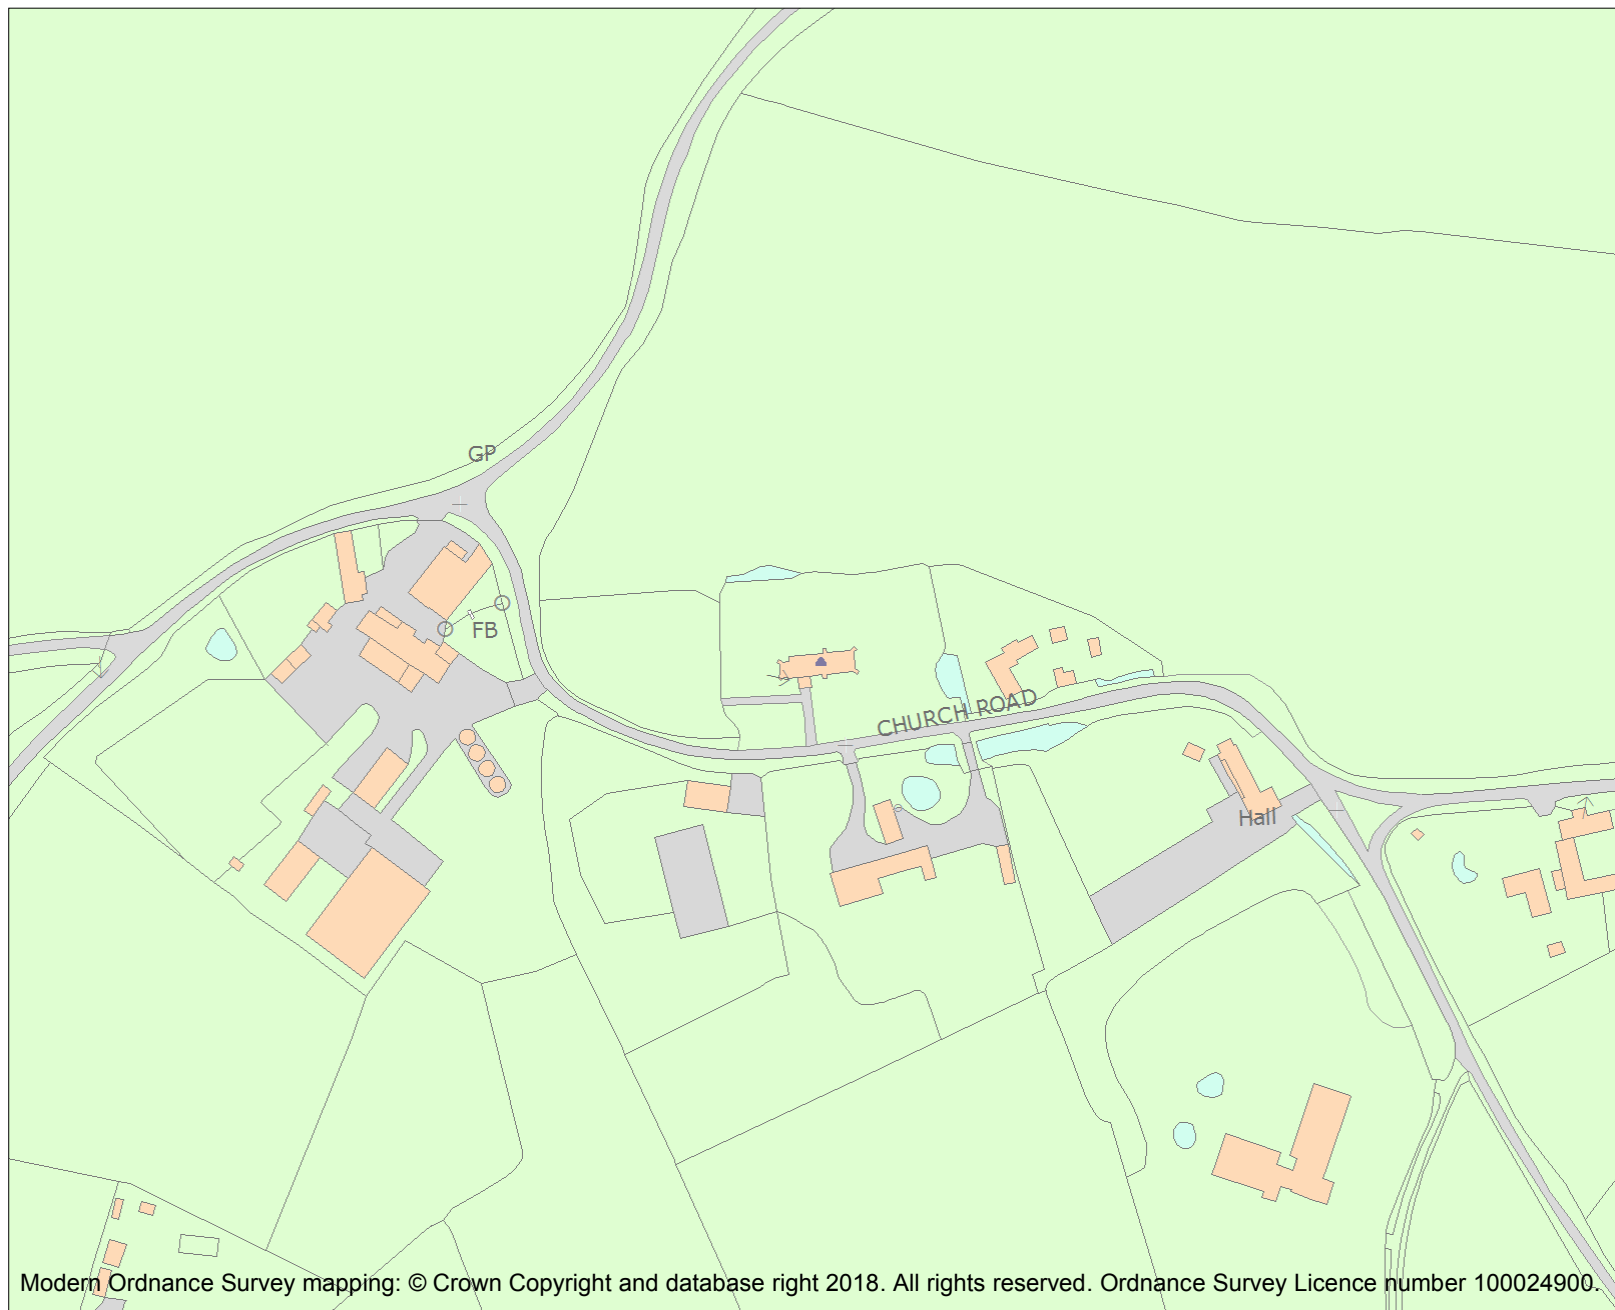 GP
FB
CHURCH ROAD
Hall
Modern Ordnance Survey mapping: © Crown Copyright and database right 2018. All rights reserved. Ordnance Survey Licence number 100024900.